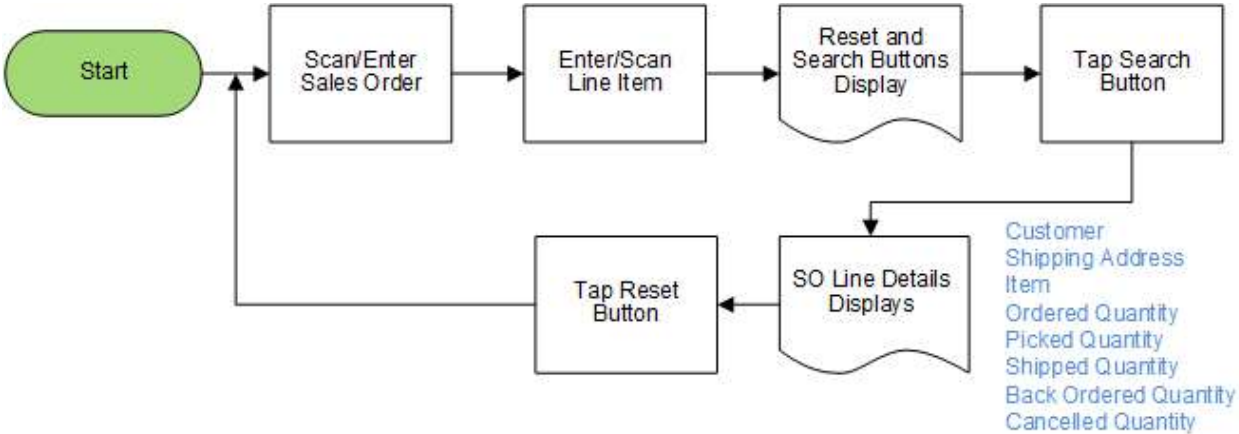 Start
Scan/Enter
Sales Order
Enter/Scan
Line Item
Reset and
Search Buttons
Display
Tap Search
Button
SO Line Details
Displays
Customer
Shipping Address
Item
Ordered Quantity
Picked Quantity
Shipped Quantity
Back Ordered Quantity
Cancelled Quantity
Tap Reset
Button